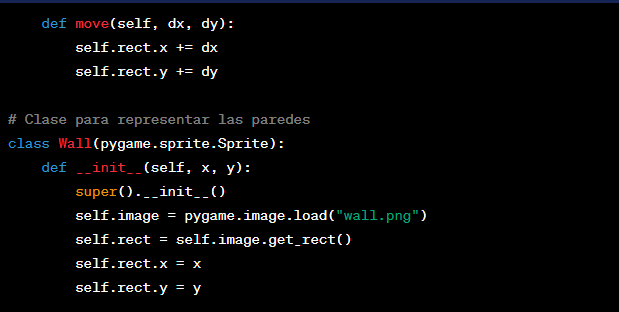 def move(self, dx, dy):
        self.rect.x += dx
        self.rect.y += dy

# Clase para representar las paredes
class Wall(pygame.sprite.Sprite):
    def __init__(self, x, y):
        super().__init__()
        self.image = pygame.image.load("wall.png")
        self.rect = self.image.get_rect()
        self.rect.x = x
        self.rect.y = y